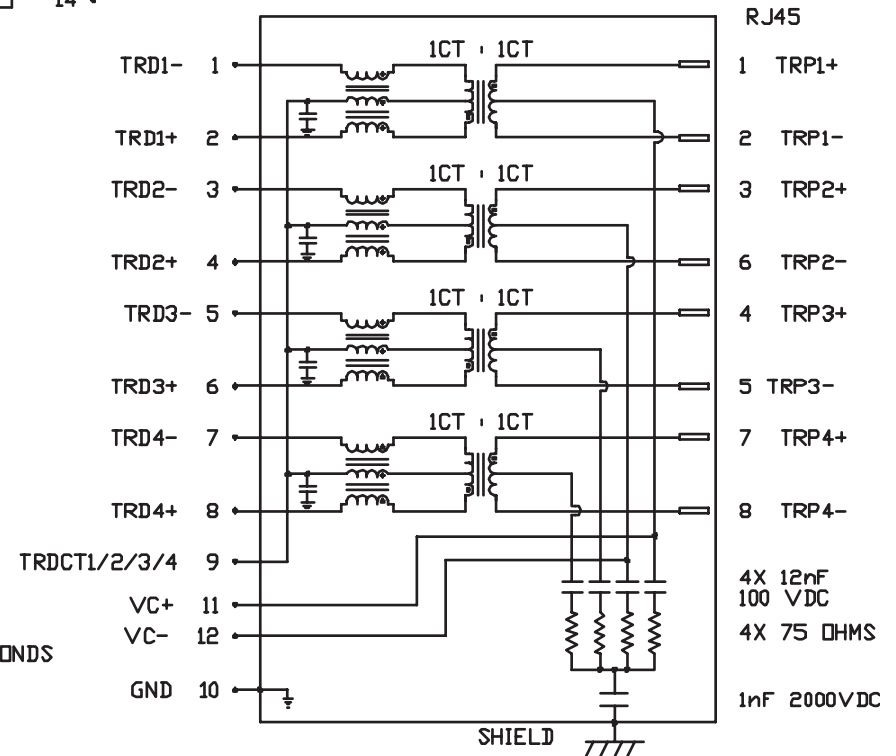 14
RJ45
1CT : 1CT
TRD1- 1
1 TRP1+
TRD1+ 2
2 TRP1-
1CT : 1CT
TRD2- 3
3 TRP2+
TRD2+ 4
6 TRP2-
1CT : 1CT
TRD3- 5
4 TRP3+
TRD3+ 6
5 TRP3-
1CT : 1CT
TRD4- 7
7 TRP4+
TRD4+ 8
8 TRP4-
TRDCT1/2/3/4 9
4X 12nF
100 VDC
VC+ 11
VC- 12
4X 75 OHMS
ONDS
GND 10
1nF 2000VDC
SHIELD